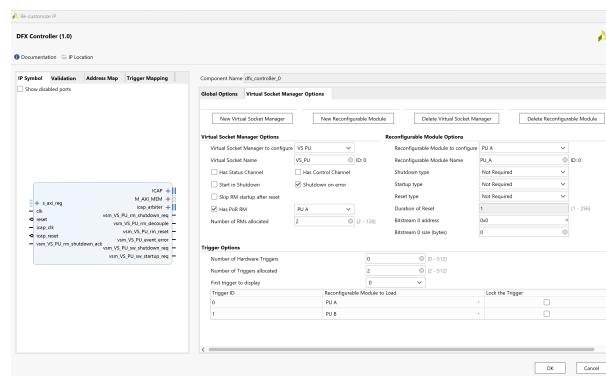 Re-customize IP
DFX Controller (1.0)
Documentation IP Location
IP Symbol Validation Address Map Trigger Mapping
Show disabled ports
s_axi_reg
clk
reset
icap_clk
icap_reset
vsm_VS_PU_rm_shutdown_ack
ICAP
M_AXI_MEM
icap_arbiter
vsm_VS_PU_rm_shutdown_req
vsm_VS_PU_rm_decouple
vsm_VS_PU_rm_reset
vsm_VS_PU_event_error
vsm_VS_PU_sw_shutdown_req
vsm_VS_PU_sw_startup_req
Component Name dfx_controller_0
Global Options Virtual Socket Manager Options
New Virtual Socket Manager New Reconfigurable Module Delete Virtual Socket Manager Delete Reconfigurable Module
Virtual Socket Manager Options
Virtual Socket Manager to configure VS PU
Virtual Socket Name VS_PU ID: 0
Has Status Channel Has Control Channel
Start in Shutdown Shutdown on error
Skip RM startup after reset
Has PoR RM PU A
Number of RMs allocated 2 [2 - 128]
Reconfigurable Module Options
Reconfigurable Module to configure PU A
Reconfigurable Module Name PU_A ID: 0
Shutdown type Not Required
Startup type Not Required
Reset type Not Required
Duration of Reset 1 [1 - 256]
Bitstream 0 address 0x0
Bitstream 0 size (bytes) 0
Trigger Options
Number of Hardware Triggers 0 [0 - 512]
Number of Triggers allocated 2 [2 - 512]
First trigger to display 0
Trigger ID Reconfigurable Module to Load Lock the Trigger
0 PU A
1 PU B
OK Cancel